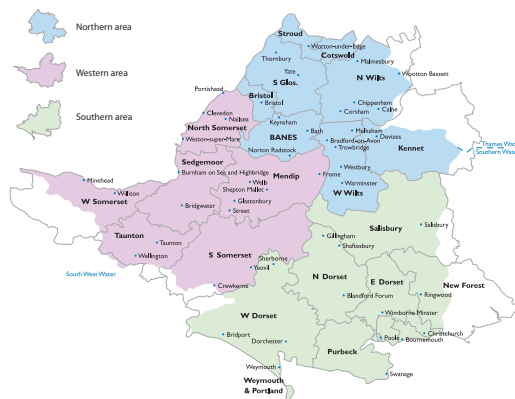 Northern area
Western area
Southern area
Stroud
Wotton-under-Edge
Cotswold
Thornbury
Malmesbury
Yate
S Glos.
N Wilts
Wootton Bassett
Portishead
Bristol
Bristol
Chippenham
Calne
Corsham
Clevedon
Nailsea
Keynsham
North Somerset
BANES
Bath
Melksham
Devizes
Weston-super-Mare
Bradford-on-Avon
Trowbridge
Kennet
Thames Wat
Southern Wate
Norton Radstock
Sedgemoor
Westbury
Burnham on Sea and Highbridge
Mendip
Frome
Minehead
Wells
Warminster
Shepton Mallet
W Wilts
Williton
W Somerset
Glastonbury
Bridgwater
Street
Salisbury
Salisbury
Taunton
Taunton
Gillingham
Shaftesbury
Wellington
S Somerset
Sherborne
Yeovil
South West Water
N Dorset
E Dorset
New Forest
Crewkerne
Blandford Forum
Ringwood
W Dorset
Wimborne Minster
Bridport
Christchurch
Dorchester
Poole
Bournemouth
Purbeck
Weymouth
Swanage
Weymouth
& Portland